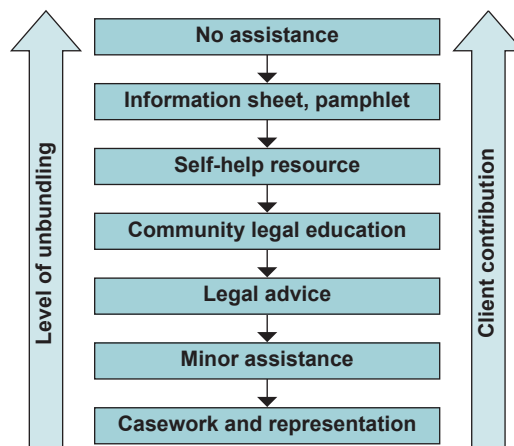 No assistance
Information sheet, pamphlet
Self-help resource
Community legal education
Legal advice
Minor assistance
Casework and representation
Level of unbundling
Client contribution